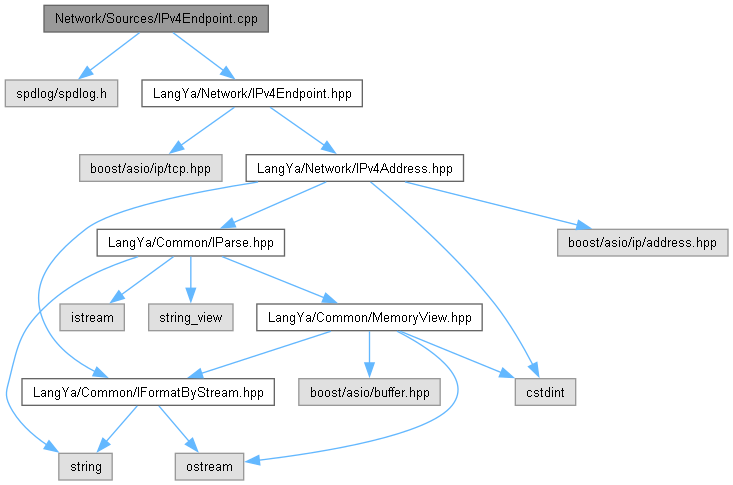 Network/Sources/IPv4Endpoint.cpp
spdlog/spdlog.h
LangYa/Network/IPv4Endpoint.hpp
boost/asio/ip/tcp.hpp
LangYa/Network/IPv4Address.hpp
LangYa/Common/IParse.hpp
boost/asio/ip/address.hpp
istream
string_view
LangYa/Common/MemoryView.hpp
LangYa/Common/IFormatByStream.hpp
boost/asio/buffer.hpp
cstdint
string
ostream